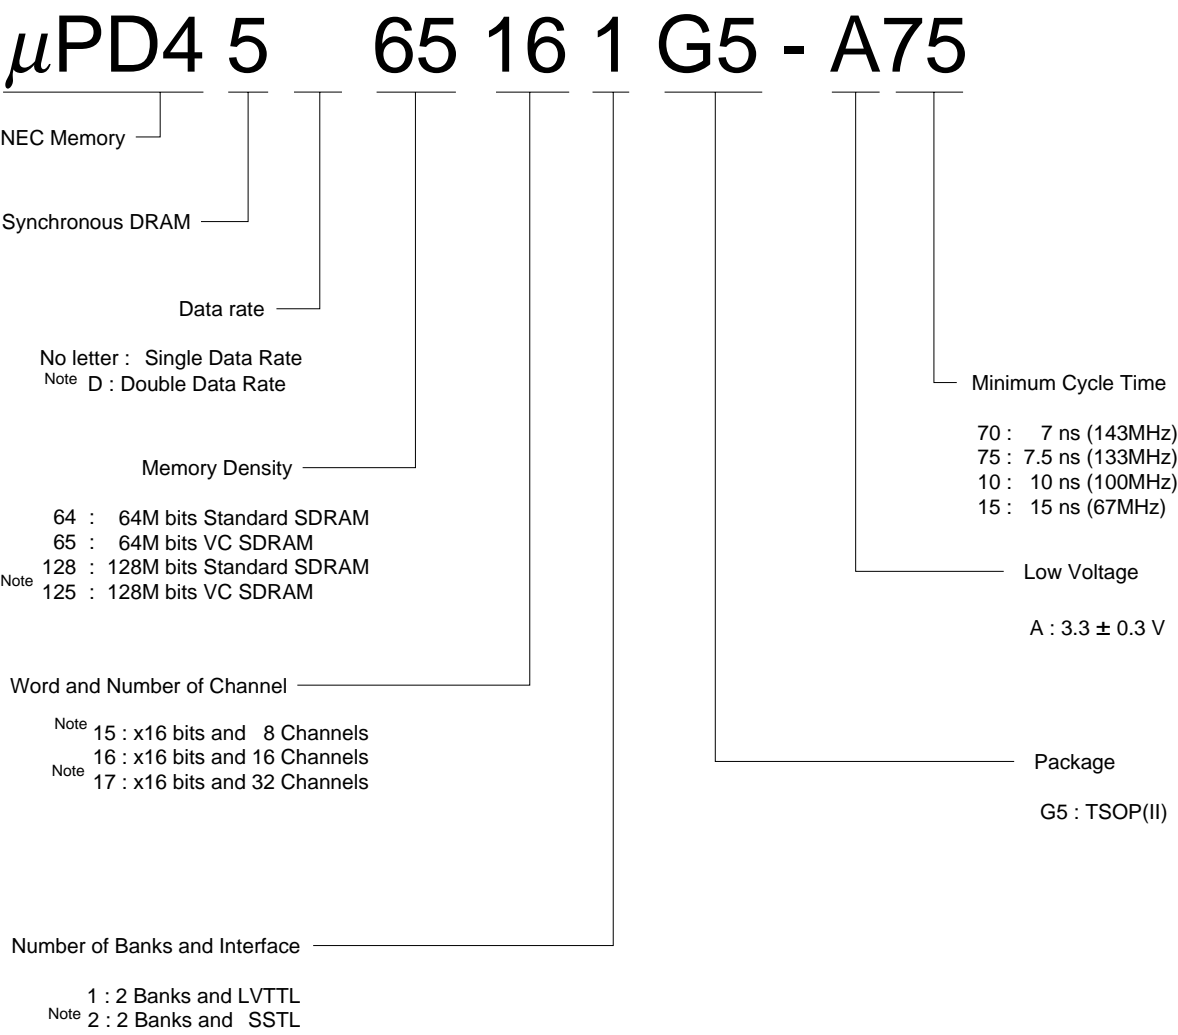 μPD4 5 65 16 1 G5 - A75
NEC Memory
Synchronous DRAM
Data rate
No letter : Single Data Rate
Note D : Double Data Rate
Memory Density
64 : 64M bits Standard SDRAM
65 : 64M bits VC SDRAM
128 : 128M bits Standard SDRAM
Note 125 : 128M bits VC SDRAM
Word and Number of Channel
Note 15 : x16 bits and 8 Channels
16 : x16 bits and 16 Channels
Note 17 : x16 bits and 32 Channels
Number of Banks and Interface
1 : 2 Banks and LVTTL
Note 2 : 2 Banks and SSTL
Minimum Cycle Time
70 : 7 ns (143MHz)
75 : 7.5 ns (133MHz)
10 : 10 ns (100MHz)
15 : 15 ns (67MHz)
Low Voltage
A : 3.3 ± 0.3 V
Package
G5 : TSOP(II)